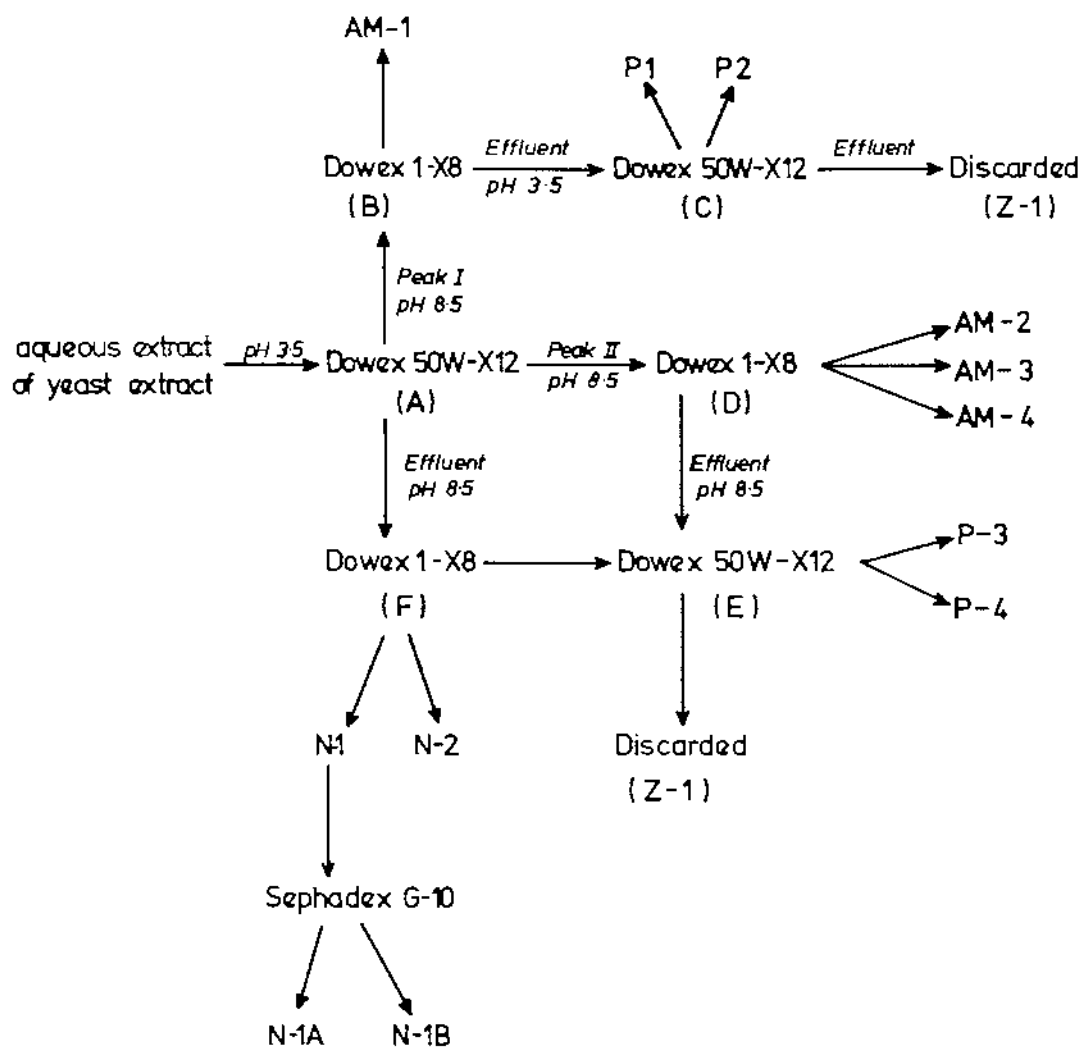 AM-1
P1 P2
Dowex 1-X8 Effluent pH 3·5 Dowex 50W-X12 Effluent Discarded
(B) (C) (Z-1)
Peak I
pH 8·5
aqueous extract
of yeast extract
pH 3·5
Dowex 50W-X12
(A)
Peak II
pH 8·5
Dowex 1-X8
(D)
AM-2
AM-3
AM-4
Effluent
pH 8·5
Effluent
pH 8·5
Dowex 1-X8
(F)
Dowex 50W-X12
(E)
P-3
P-4
N-1 N-2
Discarded
(Z-1)
Sephadex G-10
N-1A N-1B